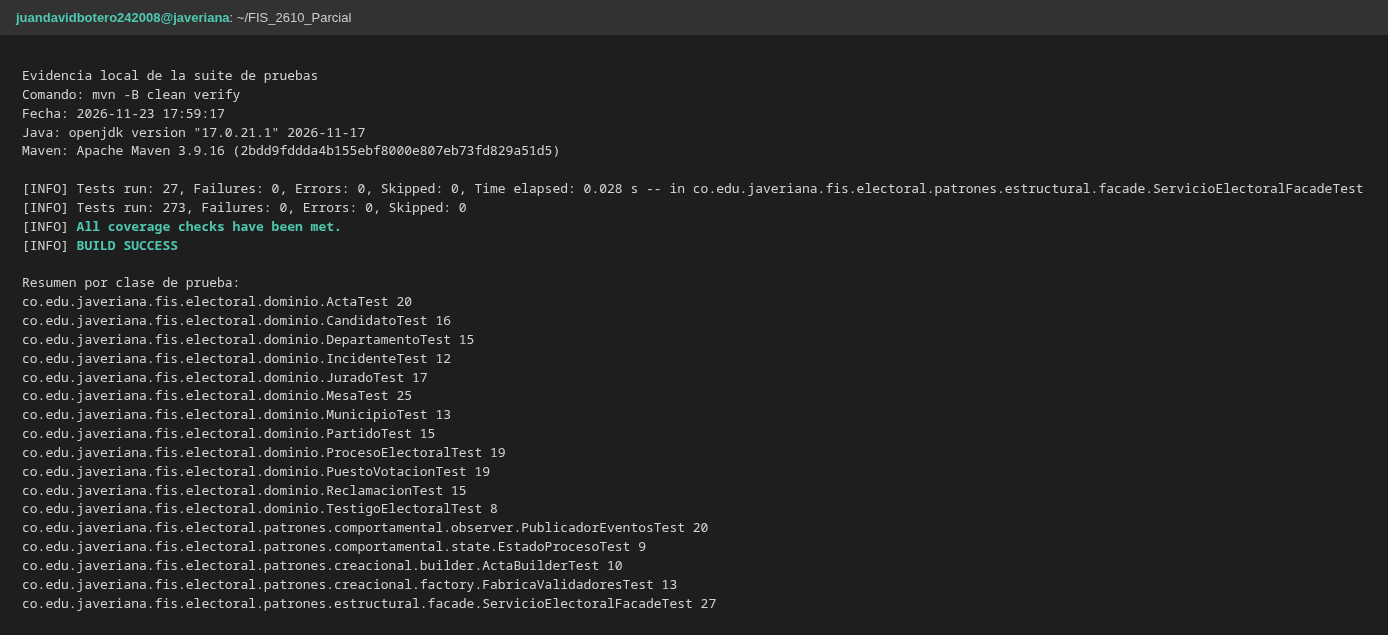 juandavidbotero242008@javeriana: ~/FIS_2610_Parcial
Evidencia local de la suite de pruebas
Comando: mvn -B clean verify
Fecha: 2026-11-23 17:59:17
Java: openjdk version "17.0.21.1" 2026-11-17
Maven: Apache Maven 3.9.16 (2bdd9fddda4b155ebf8000e807eb73fd829a51d5)
[INFO] Tests run: 27, Failures: 0, Errors: 0, Skipped: 0, Time elapsed: 0.028 s -- in co.edu.javeriana.fis.electoral.patrones.estructural.facade.ServicioElectoralFacadeTest
[INFO] Tests run: 273, Failures: 0, Errors: 0, Skipped: 0
[INFO] All coverage checks have been met.
[INFO] BUILD SUCCESS
Resumen por clase de prueba:
co.edu.javeriana.fis.electoral.dominio.ActaTest 20
co.edu.javeriana.fis.electoral.dominio.CandidatoTest 16
co.edu.javeriana.fis.electoral.dominio.DepartamentoTest 15
co.edu.javeriana.fis.electoral.dominio.IncidenteTest 12
co.edu.javeriana.fis.electoral.dominio.JuradoTest 17
co.edu.javeriana.fis.electoral.dominio.MesaTest 25
co.edu.javeriana.fis.electoral.dominio.MunicipioTest 13
co.edu.javeriana.fis.electoral.dominio.PartidoTest 15
co.edu.javeriana.fis.electoral.dominio.ProcesoElectoralTest 19
co.edu.javeriana.fis.electoral.dominio.PuestoVotacionTest 19
co.edu.javeriana.fis.electoral.dominio.ReclamacionTest 15
co.edu.javeriana.fis.electoral.dominio.TestigoElectoralTest 8
co.edu.javeriana.fis.electoral.patrones.comportamental.observer.PublicadorEventosTest 20
co.edu.javeriana.fis.electoral.patrones.comportamental.state.EstadoProcesoTest 9
co.edu.javeriana.fis.electoral.patrones.creacional.builder.ActaBuilderTest 10
co.edu.javeriana.fis.electoral.patrones.creacional.factory.FabricaValidadoresTest 13
co.edu.javeriana.fis.electoral.patrones.estructural.facade.ServicioElectoralFacadeTest 27